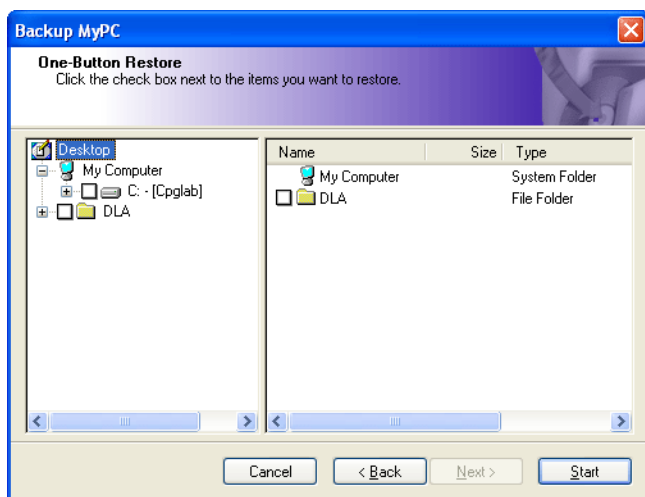 Backup MyPC
One-Button Restore
Click the check box next to the items you want to restore.
Desktop
My Computer
C: - [Cpglab]
DLA
Name Size Type
My Computer System Folder
DLA File Folder
Cancel < Back Next > Start